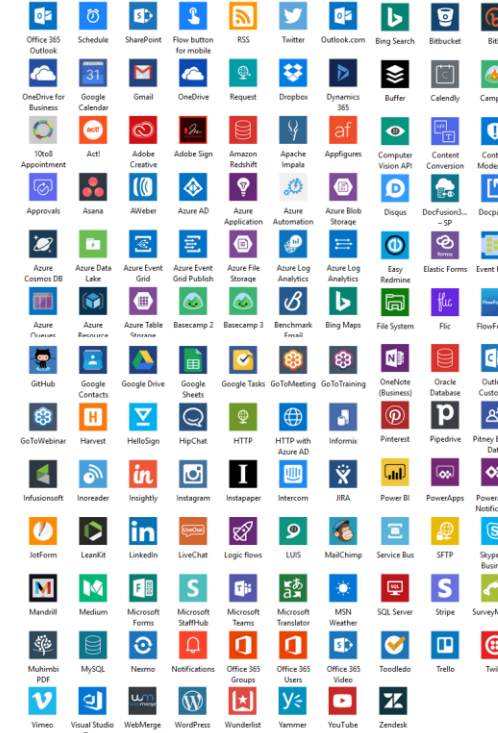 Office 365 Schedule SharePoint Flow button RSS Twitter Outlook.com Bing Search Bitbucket
Outlook for mobile
OneDrive for Google Gmail OneDrive Request Dropbox Dynamics Buffer Calendly
Business Calendar 365
10to8 Act! Adobe Adobe Sign Amazon Apache Appfigures Computer Content
Appointment Creative Redshift Impala Vision API Conversion
Approvals Asana AWeber Azure AD Azure Azure Azure Blob Disqus DocFusion3...
Application Automation Storage – SP
Azure Azure Data Azure Event Azure Event Azure File Azure Log Azure Log Easy Elastic Forms
Cosmos DB Lake Grid Grid Publish Storage Analytics Analytics Redmine
Azure Azure Azure Table Basecamp 2 Basecamp 3 Benchmark Bing Maps File System Flic
Queues Resource Storage Email
GitHub Google Google Drive Google Google Tasks GoToMeeting GoToTraining OneNote Oracle
Contacts Sheets (Business) Database
GoToWebinar Harvest HelloSign HipChat HTTP HTTP with Informix Pinterest Pipedrive
Azure AD
Infusionsoft Inoreader Insightly Instagram Instapaper Intercom JIRA Power BI PowerApps
JotForm LeanKit LinkedIn LiveChat Logic flows LUIS MailChimp Service Bus SFTP
Mandrill Medium Microsoft Microsoft Microsoft Microsoft MSN SQL Server Stripe
Forms StaffHub Teams Translator Weather
Muhimbi MySQL Nexmo Notifications Office 365 Office 365 Office 365 Toodledo Trello
PDF Groups Users Video
Vimeo Visual Studio WebMerge WordPress Wunderlist Yammer YouTube Zendesk